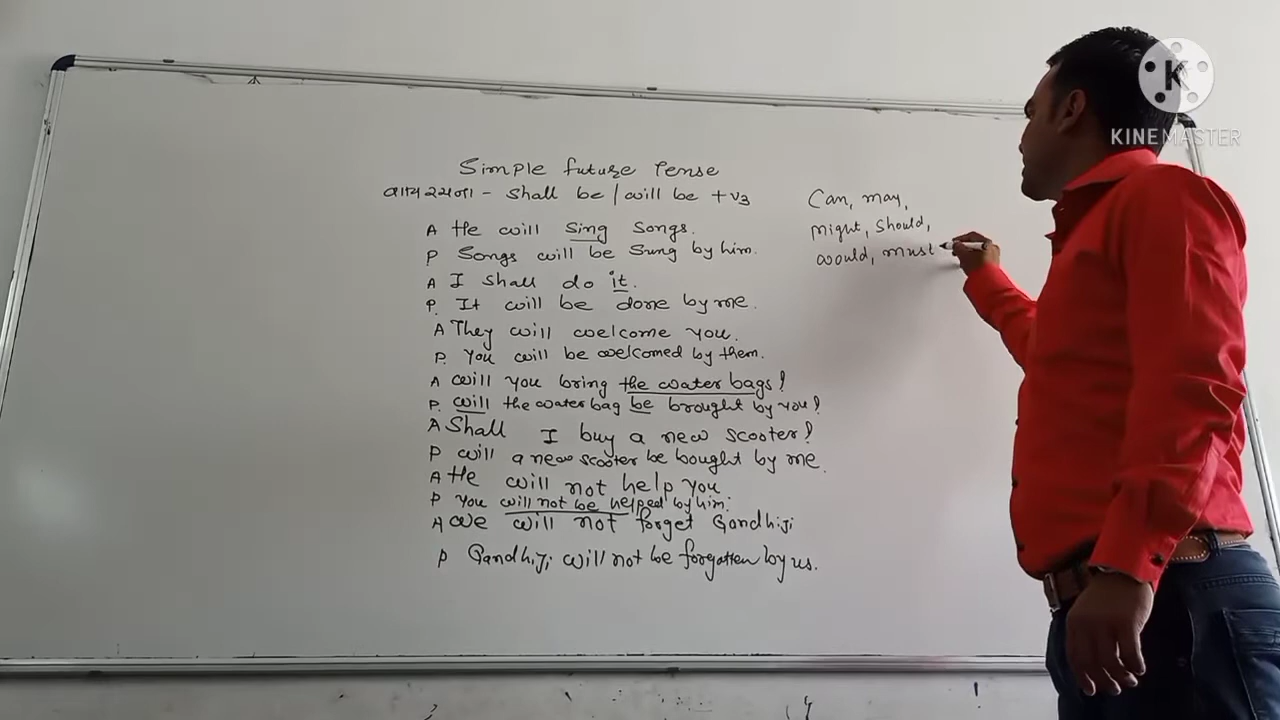 Simple future Tense
वाक्यरचना - Shall be / will be + V3
A He will sing songs.
P Songs will be sung by him.
A I shall do it.
P. It will be done by me.
A They will welcome you.
P. You will be welcomed by them.
A will you bring the water bags?
P. will the water bag be brought by you?
A Shall I buy a new scooter?
P will a new scooter be bought by me.
A He will not help you
P You will not be helped by him.
A we will not forget Gandhiji
P Gandhiji will not be forgotten by us.
Can, may,
might, should,
would, must
K
KINEMASTER